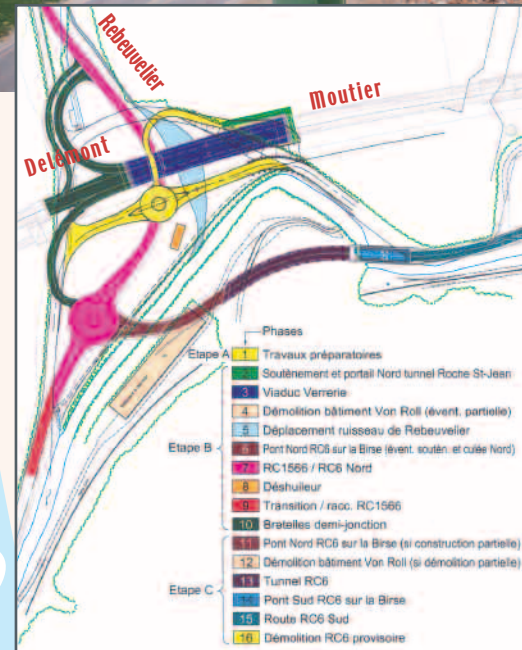 Rebeuvelier
Moutier
Delémont
Phases
Etape A
1 Travaux préparatoires
2 Soutènement et portail Nord tunnel Roche St-Jean
3 Viaduc Verrerie
4 Démolition bâtiment Von Roll (évent. partielle)
5 Déplacement ruisseau de Rebeuvelier
Etape B
6 Pont Nord RC6 sur la Birse (évent. soutèn. et culée Nord)
7 RC1566 / RC6 Nord
8 Déshuileur
9 Transition / racc. RC1566
10 Bretelles demi-jonction
11 Pont Nord RC6 sur la Birse (si construction partielle)
12 Démolition bâtiment Von Roll (si démolition partielle)
Etape C
13 Tunnel RC6
14 Pont Sud RC6 sur la Birse
15 Route RC6 Sud
16 Démolition RC6 provisoire